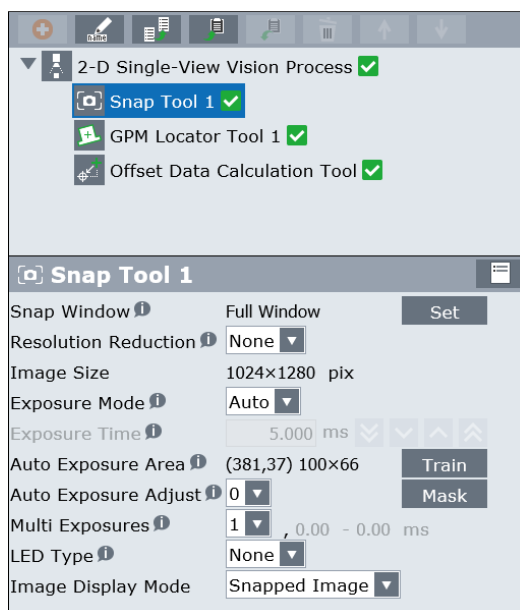 name
2-D Single-View Vision Process
Snap Tool 1
GPM Locator Tool 1
Offset Data Calculation Tool
Snap Tool 1
Snap Window Full Window Set
Resolution Reduction None
Image Size 1024×1280 pix
Exposure Mode Auto
Exposure Time 5.000 ms
Auto Exposure Area (381,37) 100×66 Train
Auto Exposure Adjust 0 Mask
Multi Exposures 1 , 0.00 - 0.00 ms
LED Type None
Image Display Mode Snapped Image